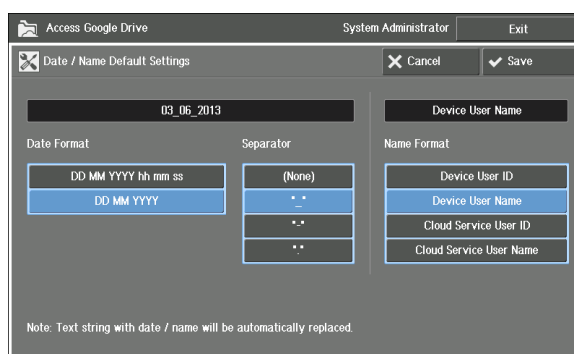 Access Google Drive
System Administrator
Exit
Date / Name Default Settings
Cancel
Save
03_06_2013
Device User Name
Date Format
Separator
Name Format
DD MM YYYY hh mm ss
(None)
Device User ID
DD MM YYYY
"_"
Device User Name
"-"
Cloud Service User ID
"."
Cloud Service User Name
Note: Text string with date / name will be automatically replaced.